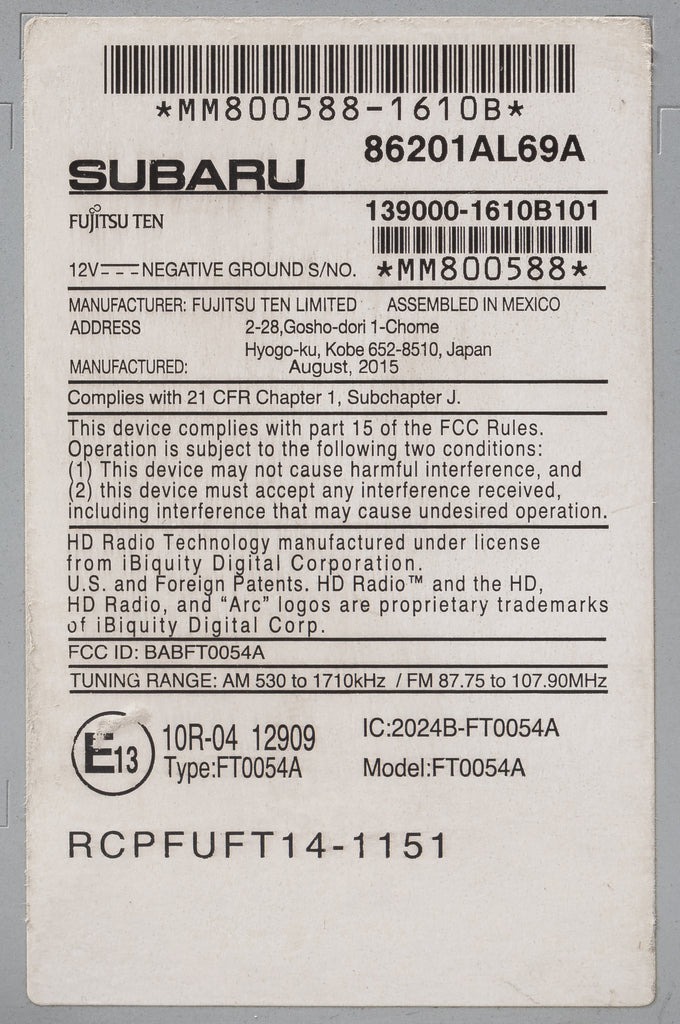 *MM800588-1610B*
86201AL69A
SUBARU
FUJITSU TEN
139000-1610B101
12V NEGATIVE GROUND S/NO. *MM800588*
MANUFACTURER: FUJITSU TEN LIMITED ASSEMBLED IN MEXICO
ADDRESS 2-28,Gosho-dori 1-Chome
Hyogo-ku, Kobe 652-8510, Japan
MANUFACTURED: August, 2015
Complies with 21 CFR Chapter 1, Subchapter J.
This device complies with part 15 of the FCC Rules.
Operation is subject to the following two conditions:
(1) This device may not cause harmful interference, and
(2) this device must accept any interference received,
including interference that may cause undesired operation.
HD Radio Technology manufactured under license
from iBiquity Digital Corporation.
U.S. and Foreign Patents. HD Radio™ and the HD,
HD Radio, and “Arc” logos are proprietary trademarks
of iBiquity Digital Corp.
FCC ID: BABFT0054A
TUNING RANGE: AM 530 to 1710kHz / FM 87.75 to 107.90MHz
E13 10R-04 12909 IC:2024B-FT0054A
Type:FT0054A Model:FT0054A
RCPFUFT14-1151